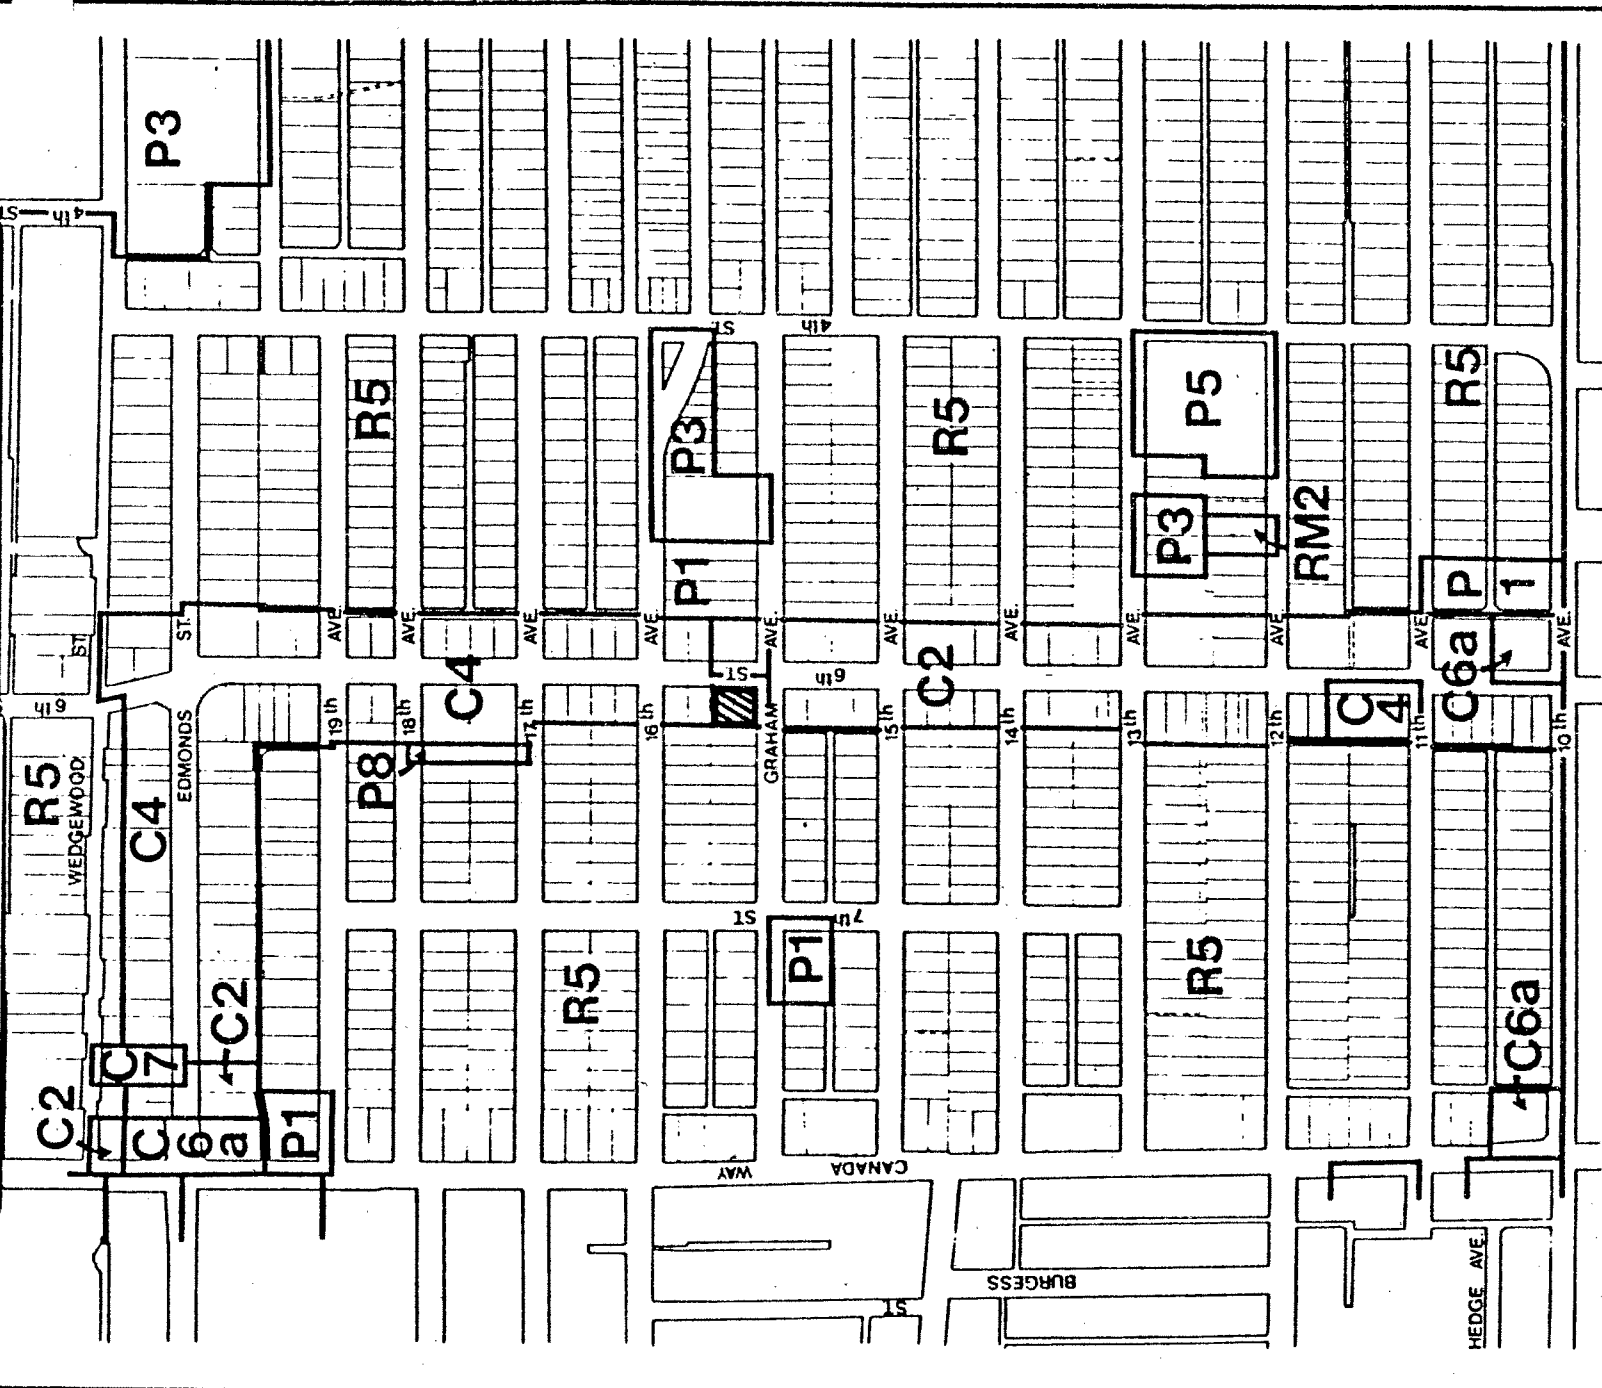 P3
ST
4th
ST
4th
R5
R5
P5
R5
P3
P3
RM2
P1
P
1
ST.
ST.
AVE.
AVE.
AVE.
AVE.
AVE.
AVE.
AVE.
AVE.
AVE.
AVE.
AVE.
6th
C4
ST
6th
C2
C6a
C4
EDMONDS
19th
18th
17th
16th
GRAHAM
15th
14th
13th
12th
11th
10th
R5
WEDGEWOOD
C4
P8
ST
7th
P1
R5
R5
C2
C6a
C
7
C2
C
6
a
P1
WAY
CANADA
BURGESS
ST
HEDGE AVE.